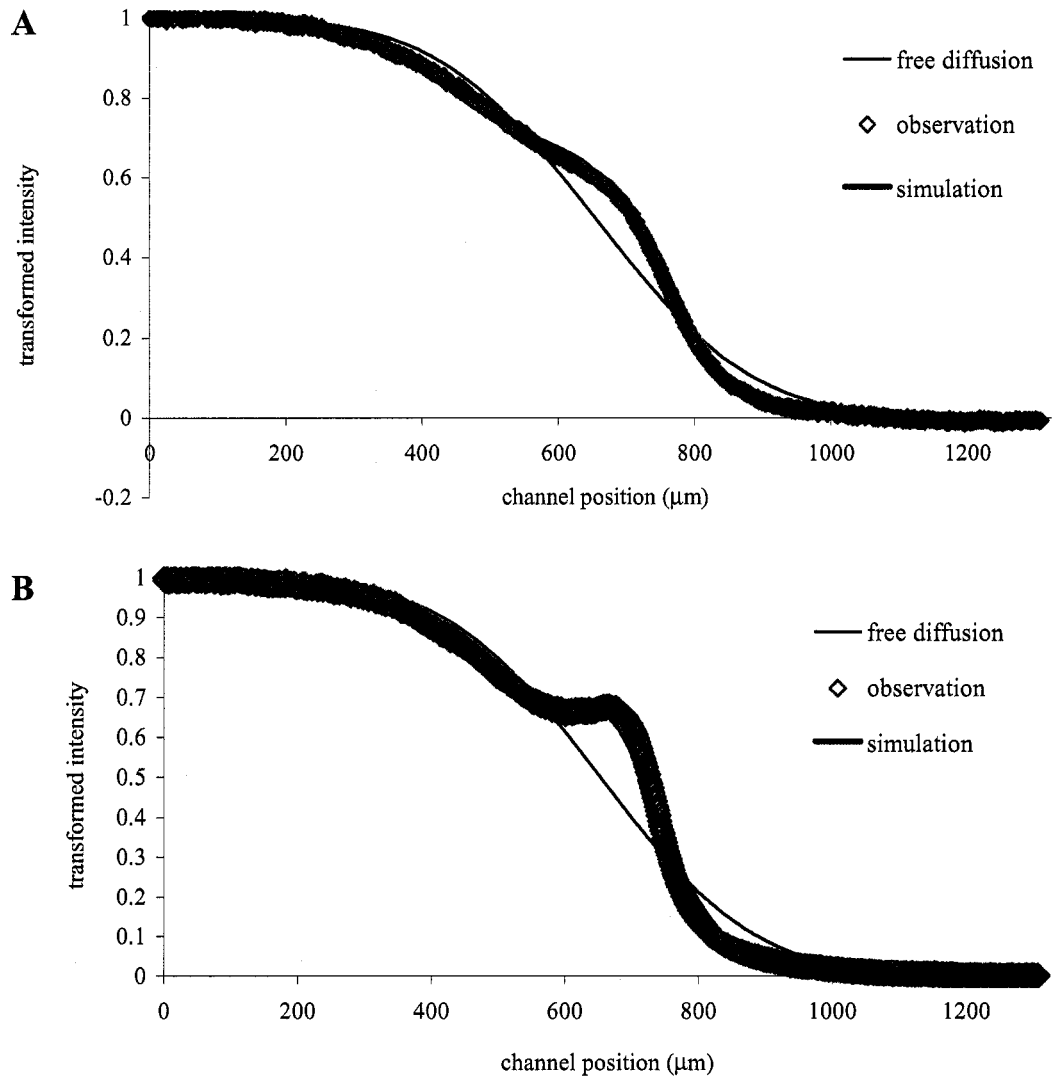 A
1
0.8
0.6
0.4
0.2
0
-0.2
transformed intensity
0 200 400 600 800 1000 1200
channel position (μm)
free diffusion
observation
simulation
B
1
0.9
0.8
0.7
0.6
0.5
0.4
0.3
0.2
0.1
0
transformed intensity
0 200 400 600 800 1000 1200
channel position (μm)
free diffusion
observation
simulation